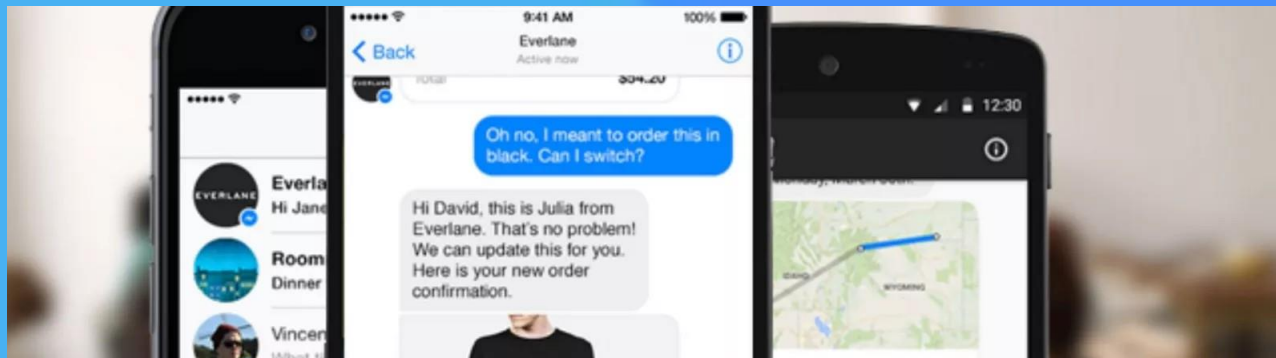 9:41 AM
100%
Back
Everlane
Active now
Total
$54.20
Oh no, I meant to order this in
black. Can I switch?
Hi David, this is Julia from
Everlane. That's no problem!
We can update this for you.
Here is your new order
confirmation.
EVERLANE
Everla
Hi Jane
Room
Dinner
Vincen
12:30
IDAHO
WYOMING